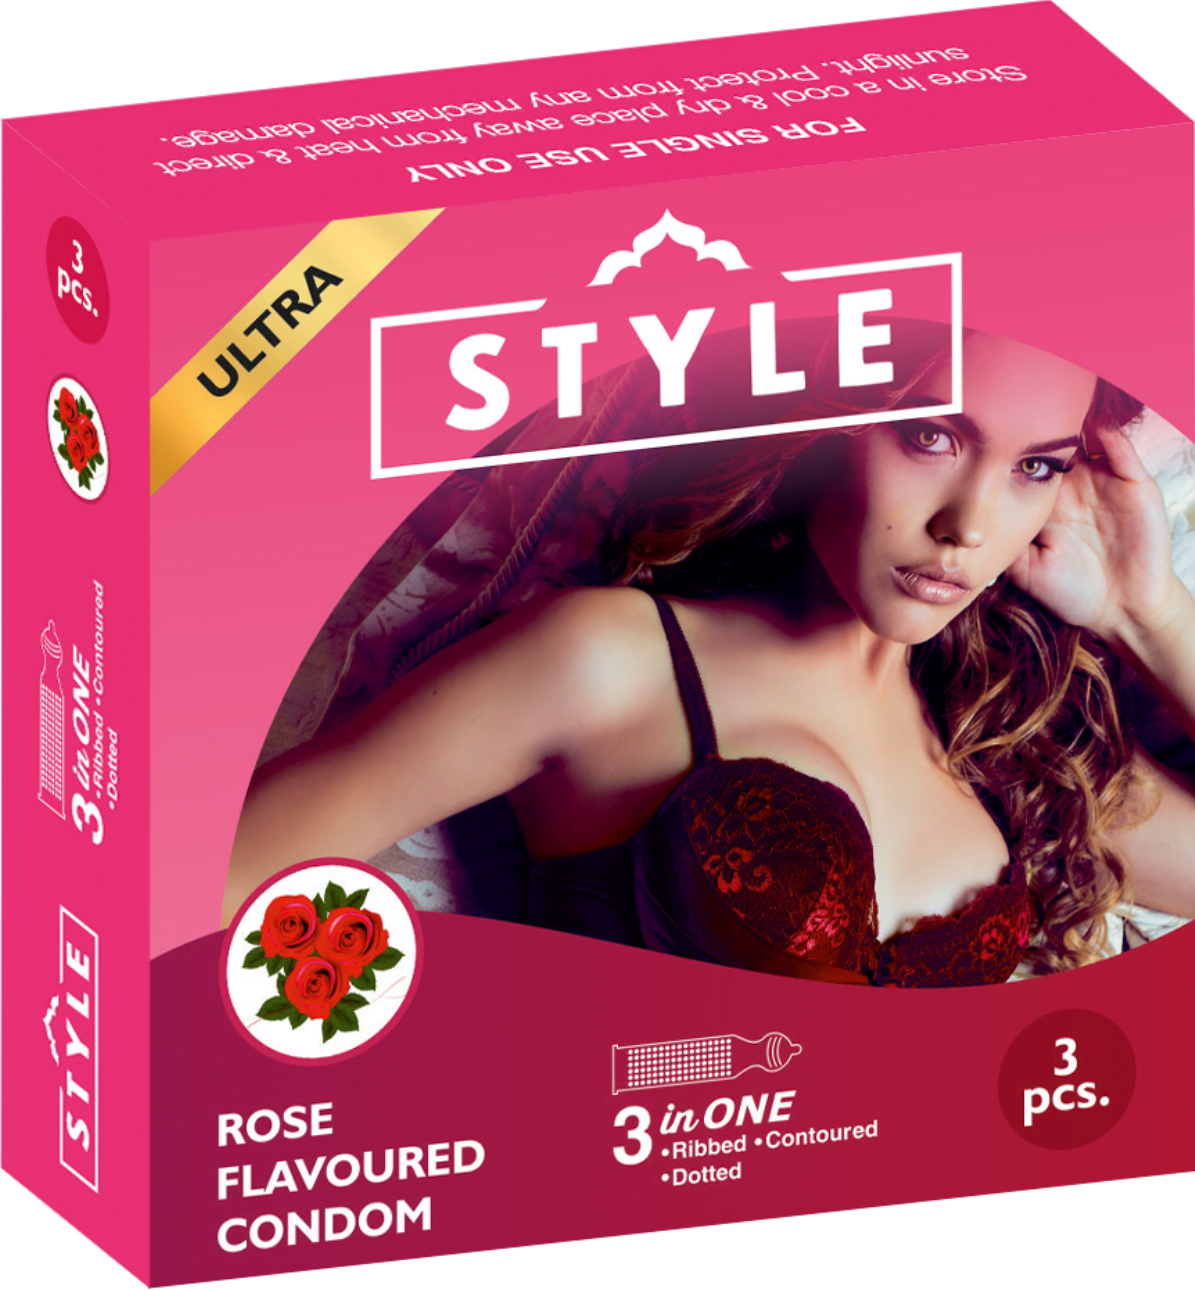 Store in a cool & dry place away from heat & direct
sunlight. Protect from any mechanical damage.
FOR SINGLE USE ONLY
ULTRA
STYLE
ROSE
FLAVOURED
CONDOM
3 in ONE
•Ribbed •Contoured
•Dotted
3
pcs.
3
pcs.
3 in ONE
•Ribbed •Contoured
•Dotted
STYLE